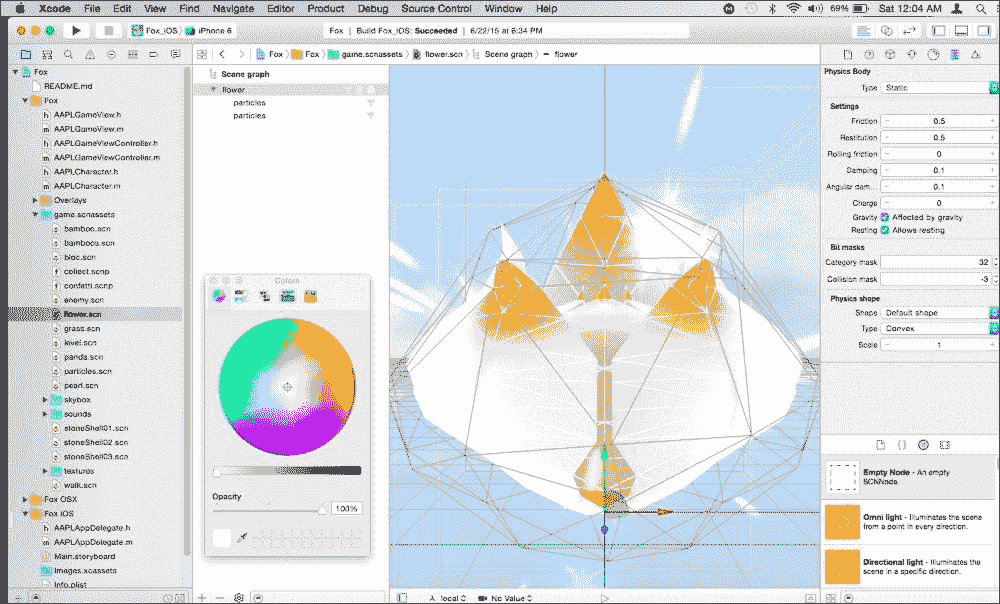 Xcode File Edit View Find Navigate Editor Product Debug Source Control Window Help 69% Sat 12:04 AM
Fox_iOS iPhone 6 Fox | Build Fox_iOS: Succeeded | 6/22/15 at 6:34 PM
Fox Fox game.scnassets flower.scn Scene graph flower
Fox
README.md
Fox
AAPLGameView.h
AAPLGameView.m
AAPLGameViewController.h
AAPLGameViewController.m
AAPLCharacter.h
AAPLCharacter.m
Overlays
game.scnassets
bamboo.scn
bamboos.scn
bloc.scn
collect.scnp
confetti.scnp
enemy.scn
flower.scn
grass.scn
level.scn
panda.scn
particles.scn
pearl.scn
skybox
sounds
stoneShell01.scn
stoneShell02.scn
stoneShell03.scn
textures
walk.scn
Fox OSX
Fox iOS
AAPLAppDelegate.h
AAPLAppDelegate.m
Main.storyboard
Images.xcassets
Info.plist
Scene graph
flower
particles
particles
Colors
Opacity
100%
local
No Value
Physics Body
Type Static
Settings
Friction 0.5
Restitution 0.5
Rolling friction 0
Damping 0.1
Angular dam... 0.1
Charge 0
Gravity Affected by gravity
Resting Allows resting
Bit masks
Category mask 32
Collision mask -3
Physics shape
Shape Default shape
Type Convex
Scale 1
Empty Node - An empty
SCNNode.
Omni light - Illuminates the scene
from a point in every direction.
Directional light - Illuminates the
scene in a specific direction.